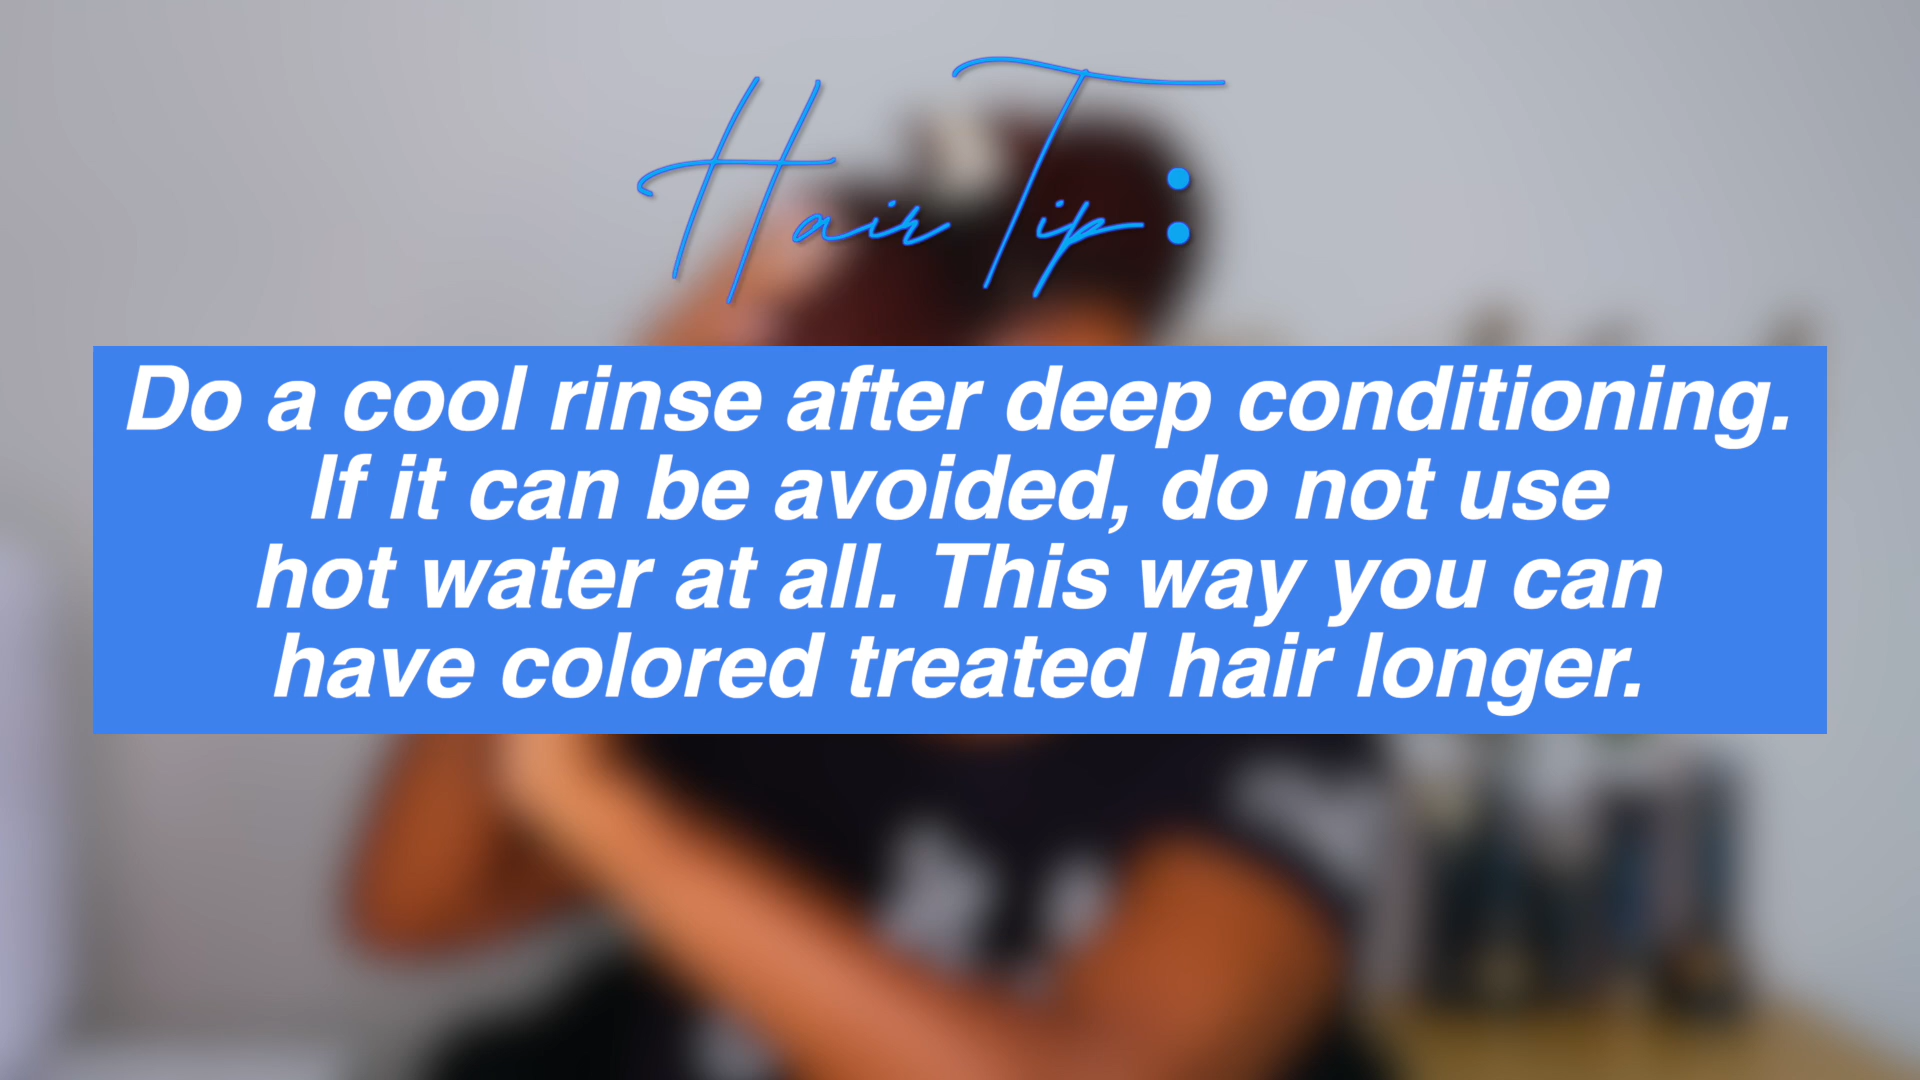 Hair Tip:
Do a cool rinse after deep conditioning.
If it can be avoided, do not use
hot water at all. This way you can
have colored treated hair longer.